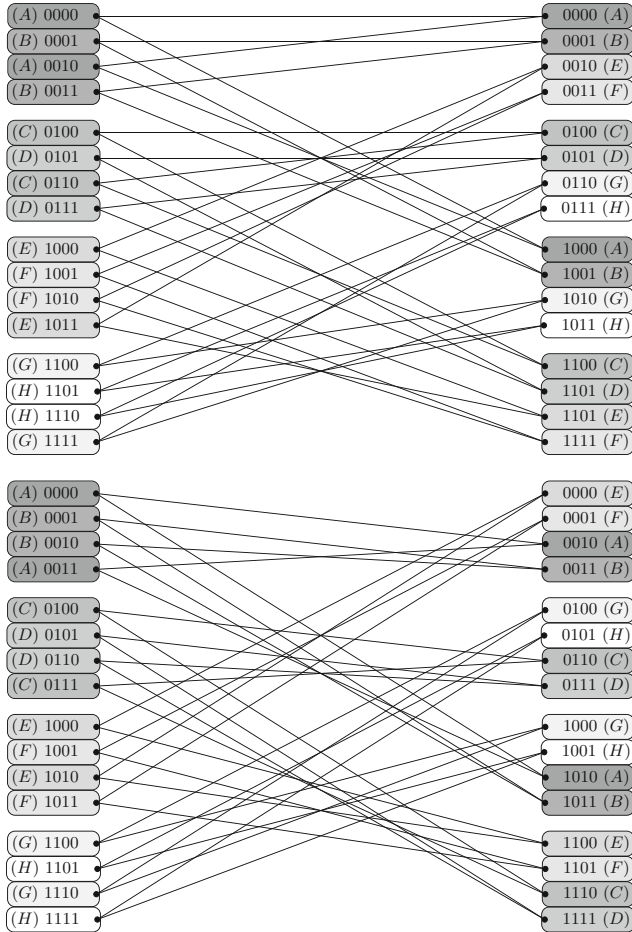 (A) 0000 0000 (A)
(B) 0001 0001 (B)
(A) 0010 0010 (E)
(B) 0011 0011 (F)
(C) 0100 0100 (C)
(D) 0101 0101 (D)
(C) 0110 0110 (G)
(D) 0111 0111 (H)
(E) 1000 1000 (A)
(F) 1001 1001 (B)
(F) 1010 1010 (G)
(E) 1011 1011 (H)
(G) 1100 1100 (C)
(H) 1101 1101 (D)
(H) 1110 1101 (E)
(G) 1111 1111 (F)
(A) 0000 0000 (E)
(B) 0001 0001 (F)
(B) 0010 0010 (A)
(A) 0011 0011 (B)
(C) 0100 0100 (G)
(D) 0101 0101 (H)
(D) 0110 0110 (C)
(C) 0111 0111 (D)
(E) 1000 1000 (G)
(F) 1001 1001 (H)
(E) 1010 1010 (A)
(F) 1011 1011 (B)
(G) 1100 1100 (E)
(H) 1101 1101 (F)
(G) 1110 1110 (C)
(H) 1111 1111 (D)